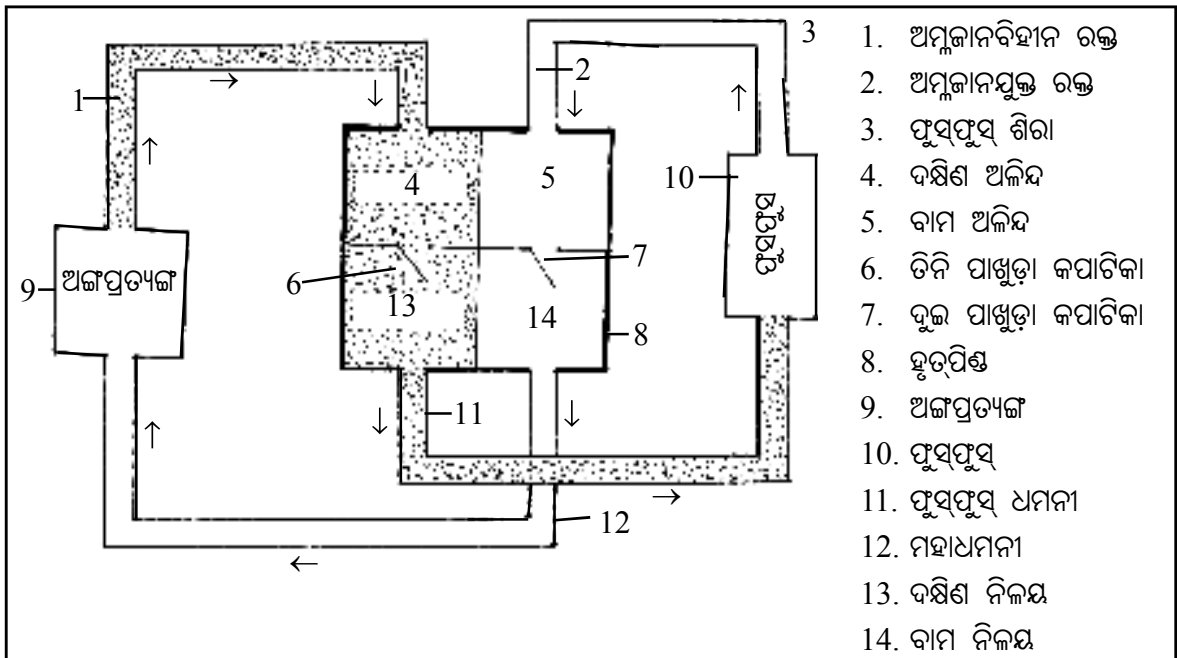 1
2
3
4
5
6
7
8
9
10
11
12
13
14
ଅଙ୍ଗପ୍ରତ୍ୟଙ୍ଗ
ଫୁସ୍‌ଫୁସ୍
1. ଅମ୍ଳଜାନବିହୀନ ରକ୍ତ
2. ଅମ୍ଳଜାନଯୁକ୍ତ ରକ୍ତ
3. ଫୁସ୍‌ଫୁସ୍ ଶିରା
4. ଦକ୍ଷିଣ ଅଳିନ୍ଦ
5. ବାମ ଅଳିନ୍ଦ
6. ତିନି ପାଖୁଡ଼ା କପାଟିକା
7. ଦୁଇ ପାଖୁଡ଼ା କପାଟିକା
8. ହୃତ୍‌ପିଣ୍ଡ
9. ଅଙ୍ଗପ୍ରତ୍ୟଙ୍ଗ
10. ଫୁସ୍‌ଫୁସ୍
11. ଫୁସ୍‌ଫୁସ୍ ଧମନୀ
12. ମହାଧମନୀ
13. ଦକ୍ଷିଣ ନିଳୟ
14. ବାମ ନିଳୟ